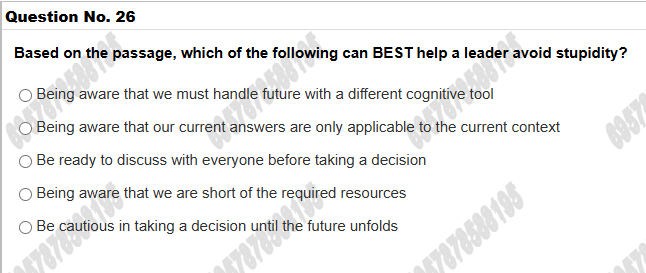 Question No. 26
Based on the passage, which of the following can BEST help a leader avoid stupidity?
Being aware that we must handle future with a different cognitive tool
Being aware that our current answers are only applicable to the current context
Be ready to discuss with everyone before taking a decision
Being aware that we are short of the required resources
Be cautious in taking a decision until the future unfolds